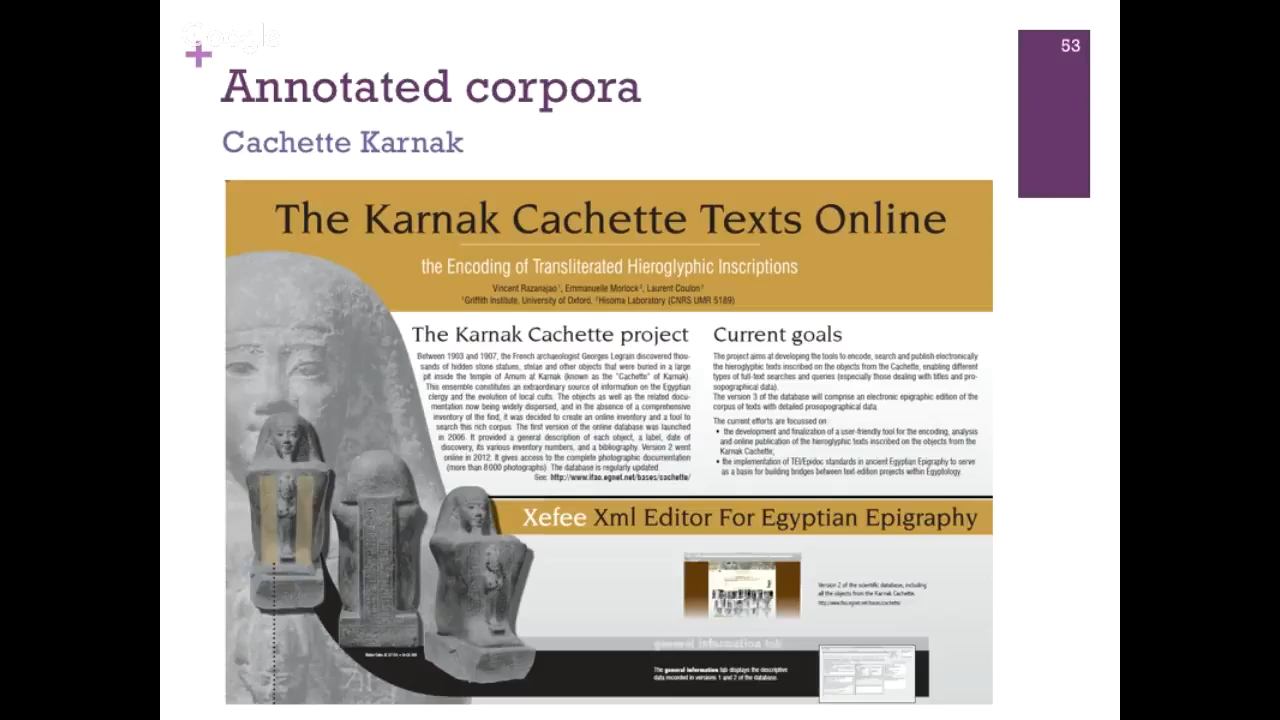 Google
53
+
Annotated corpora
Cachette Karnak
The Karnak Cachette Texts Online
the Encoding of Transliterated Hieroglyphic Inscriptions
Vincent Razanajao¹, Emmanuelle Morlock², Laurent Coulon²
¹Griffith Institute, University of Oxford. ²Hisoma Laboratory (CNRS UMR 5189)
The Karnak Cachette project
Between 1903 and 1907, the French archaeologist Georges Legrain discovered thou-
sands of hidden stone statues, stelae and other objects that were buried in a large
pit inside the temple of Amum at Karnak (known as the "Cachette" of Karnak).
This ensemble constitutes an extraordinary source of information on the Egyptian
clergy and the evolution of local cults. The objects as well as the related docu-
mentation now being widely dispersed, and in the absence of a comprehensive
inventory of the find, it was decided to create an online inventory and a tool to
search this rich corpus. The first version of the online database was launched
in 2006. It provided a general description of each object, a label, date of
discovery, its various inventory numbers, and a bibliography. Version 2 went
online in 2012. It gives access to the complete photographic documentation
(more than 8000 photographs). The database is regularly updated.
See: http://www.ifao.egnet.net/bases/cachette/
Current goals
The project aims at developing the tools to encode, search and publish electronically
the hieroglyphic texts inscribed on the objects from the Cachette, enabling different
types of full-text searches and queries (especially those dealing with titles and pro-
sopographical data).
The version 3 of the database will comprise an electronic epigraphic edition of the
corpus of texts with detailed prosopographical data.
The current efforts are focussed on
• the development and finalization of a user-friendly tool for the encoding, analysis
and online publication of the hieroglyphic texts inscribed on the objects from the
Karnak Cachette;
• the implementation of TEI/Epidoc standards in ancient Egyptian Epigraphy to serve
as a basis for building bridges between text-edition projects within Egyptology.
Xefee Xml Editor For Egyptian Epigraphy
Version 2 of the scientific database, including
all the objects from the Karnak Cachette.
http://www.ifao.egnet.net/bases/cachette/
general information tab
The general information tab displays the descriptive
data recorded in versions 1 and 2 of the database.